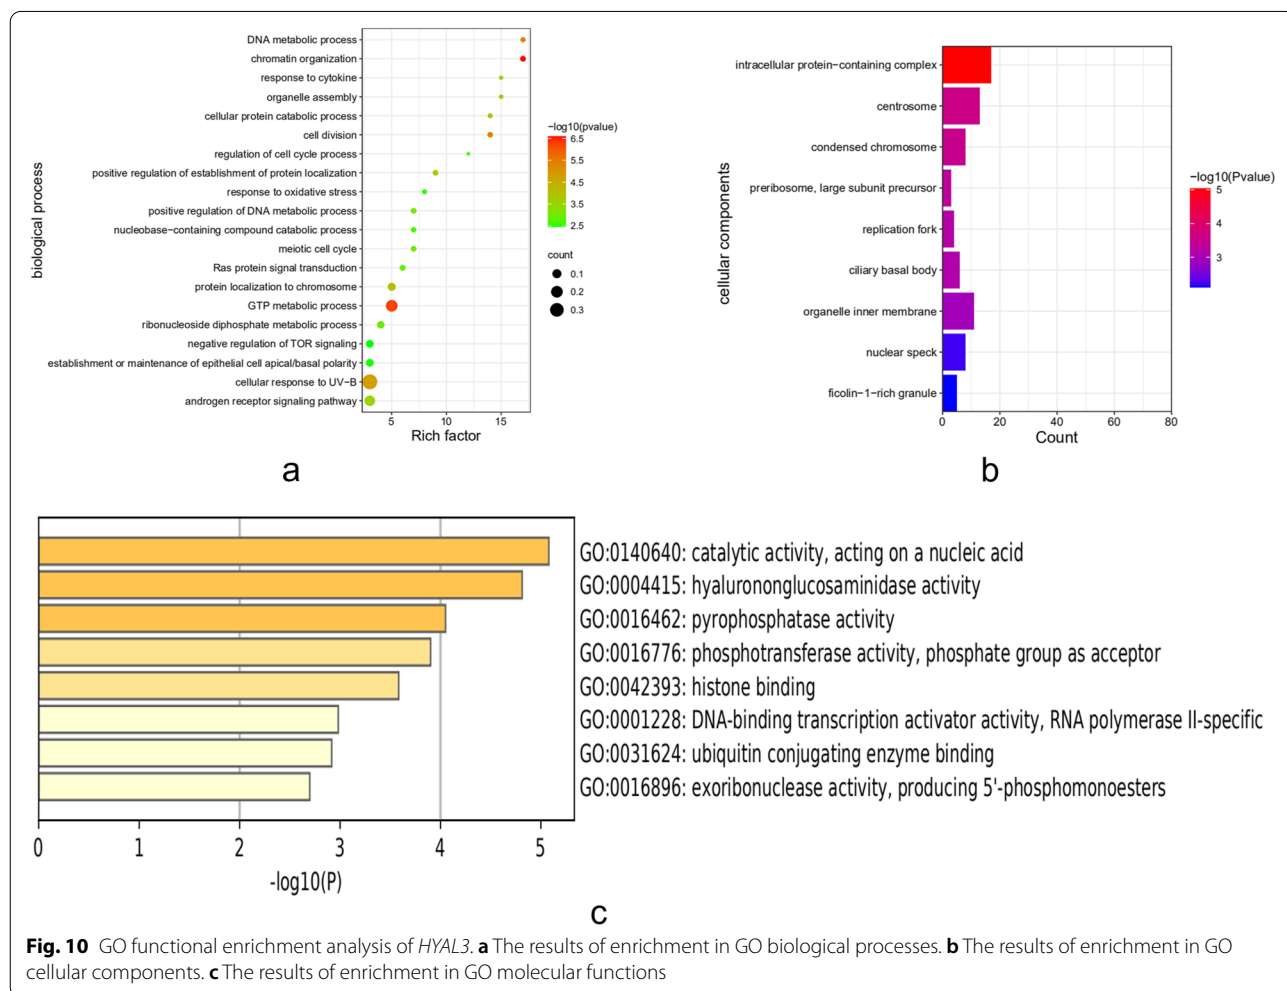 DNA metabolic process
chromatin organization
response to cytokine
organelle assembly
cellular protein catabolic process
cell division
regulation of cell cycle process
positive regulation of establishment of protein localization
response to oxidative stress
positive regulation of DNA metabolic process
nucleobase−containing compound catabolic process
meiotic cell cycle
Ras protein signal transduction
protein localization to chromosome
GTP metabolic process
ribonucleoside diphosphate metabolic process
negative regulation of TOR signaling
establishment or maintenance of epithelial cell apical/basal polarity
cellular response to UV−B
androgen receptor signaling pathway
biological process
5 10 15
Rich factor
−log10(pvalue)
6.5
5.5
4.5
3.5
2.5
count
0.1
0.2
0.3
a
intracellular protein−containing complex
centrosome
condensed chromosome
preribosome, large subunit precursor
replication fork
ciliary basal body
organelle inner membrane
nuclear speck
ficolin−1−rich granule
cellular components
0 20 40 60 80
Count
−log10(Pvalue)
5
4
3
b
GO:0140640: catalytic activity, acting on a nucleic acid
GO:0004415: hyalurononglucosaminidase activity
GO:0016462: pyrophosphatase activity
GO:0016776: phosphotransferase activity, phosphate group as acceptor
GO:0042393: histone binding
GO:0001228: DNA-binding transcription activator activity, RNA polymerase II-specific
GO:0031624: ubiquitin conjugating enzyme binding
GO:0016896: exoribonuclease activity, producing 5'-phosphomonoesters
0 1 2 3 4 5
-log10(P)
c
Fig. 10 GO functional enrichment analysis of HYAL3. a The results of enrichment in GO biological processes. b The results of enrichment in GO
cellular components. c The results of enrichment in GO molecular functions